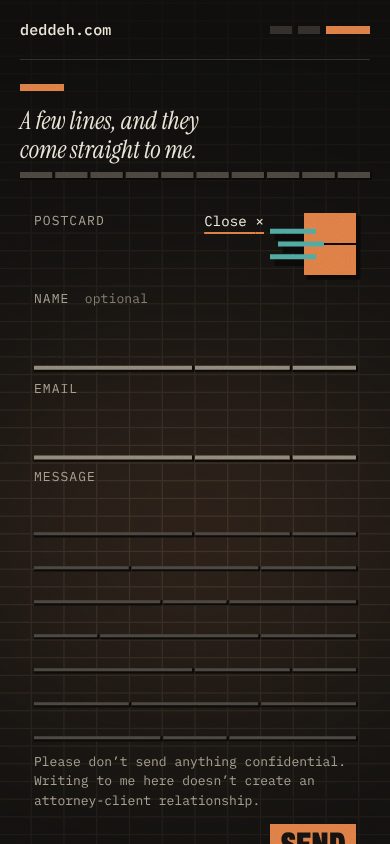 deddeh.com
A few lines, and they
come straight to me.
POSTCARD
Close ×
NAME optional
EMAIL
MESSAGE
Please don’t send anything confidential.
Writing to me here doesn’t create an
attorney-client relationship.
SEND